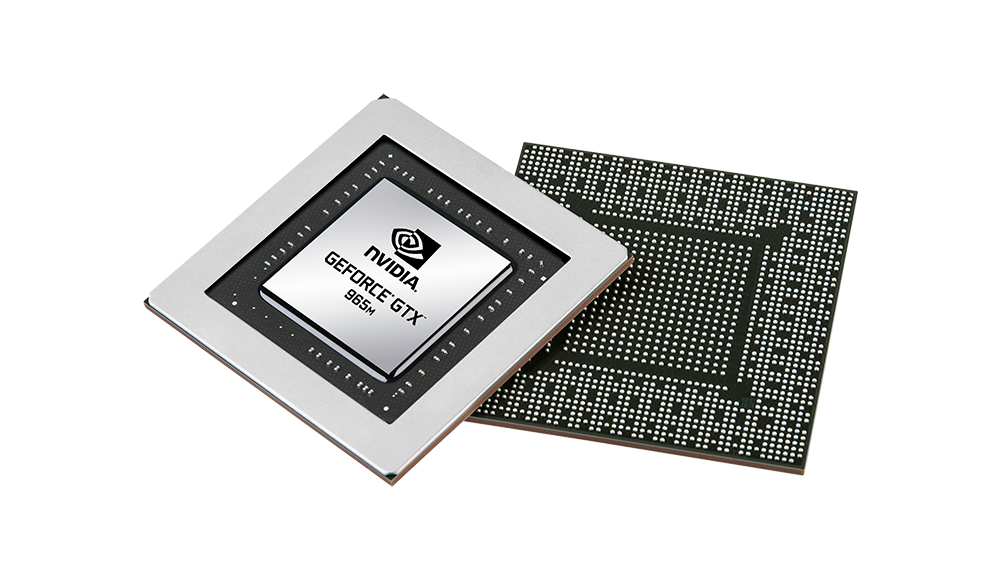 NVIDIA
GEFORCE GTX
965M